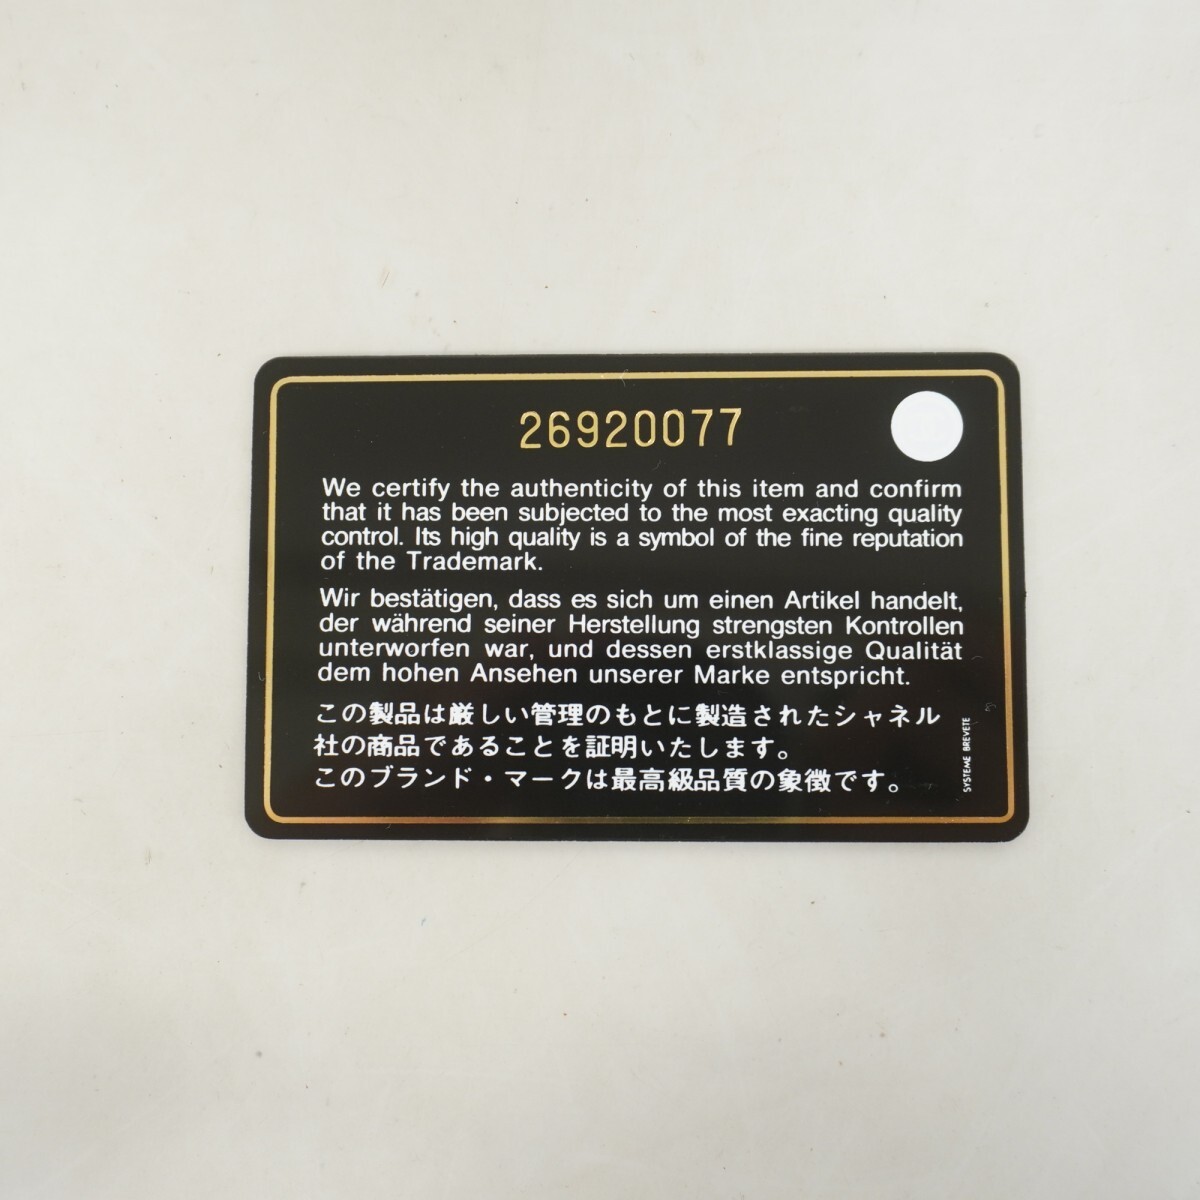 26920077
We certify the authenticity of this item and confirm
that it has been subjected to the most exacting quality
control. Its high quality is a symbol of the fine reputation
of the Trademark.
Wir bestätigen, dass es sich um einen Artikel handelt,
der während seiner Herstellung strengsten Kontrollen
unterworfen war, und dessen erstklassige Qualität
dem hohen Ansehen unserer Marke entspricht.
この製品は厳しい管理のもとに製造されたシャネル
社の商品であることを証明いたします。
このブランド・マークは最高級品質の象徴です。
SYSTEME BREVETE